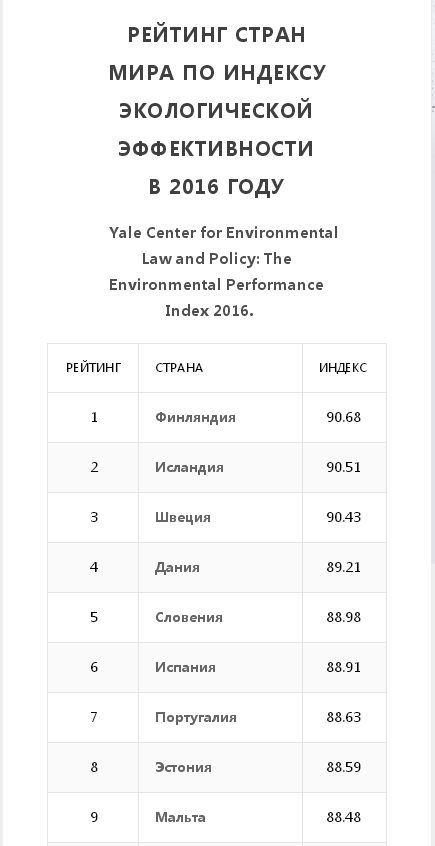 РЕЙТИНГ СТРАН
МИРА ПО ИНДЕКСУ
ЭКОЛОГИЧЕСКОЙ
ЭФФЕКТИВНОСТИ
В 2016 ГОДУ
Yale Center for Environmental
Law and Policy: The
Environmental Performance
Index 2016.
РЕЙТИНГ СТРАНА ИНДЕКС
1 Финляндия 90.68
2 Исландия 90.51
3 Швеция 90.43
4 Дания 89.21
5 Словения 88.98
6 Испания 88.91
7 Португалия 88.63
8 Эстония 88.59
9 Мальта 88.48